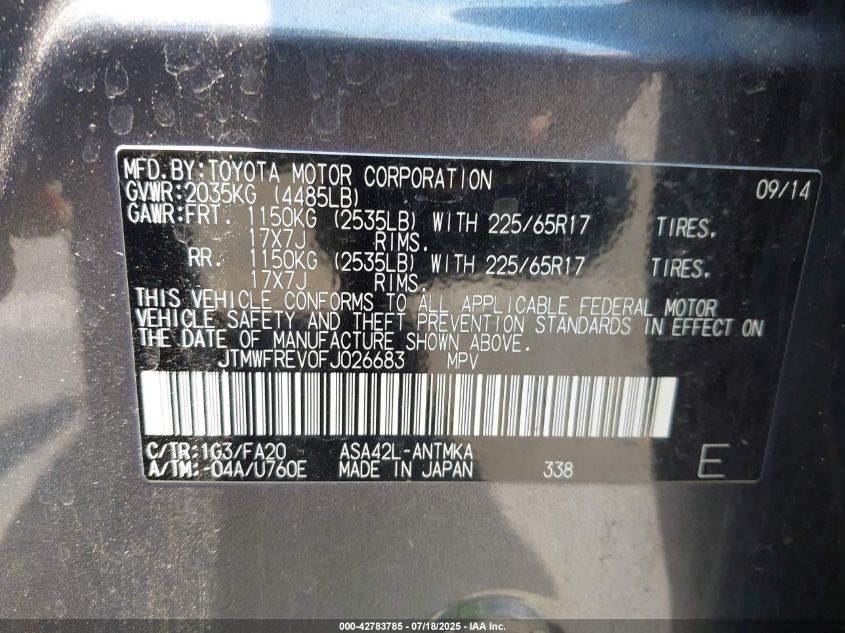 MFD.BY:TOYOTA MOTOR CORPORATION 09/14
GVWR:2035KG (4485LB)
GAWR:FRT. 1150KG (2535LB) WITH 225/65R17 TIRES.
17X7J RIMS.
RR. 1150KG (2535LB) WITH 225/65R17 TIRES.
17X7J RIMS.
THIS VEHICLE CONFORMS TO ALL APPLICABLE FEDERAL MOTOR
VEHICLE SAFETY AND THEFT PREVENTION STANDARDS IN EFFECT ON
THE DATE OF MANUFACTURE SHOWN ABOVE.
JTMWFREV0FJ026683 MPV
C/TR:1G3/FA20 ASA42L-ANTMKA
A/TM:-04A/U760E MADE IN JAPAN 338 E
000-42783785 - 07/18/2025 - IAA Inc.